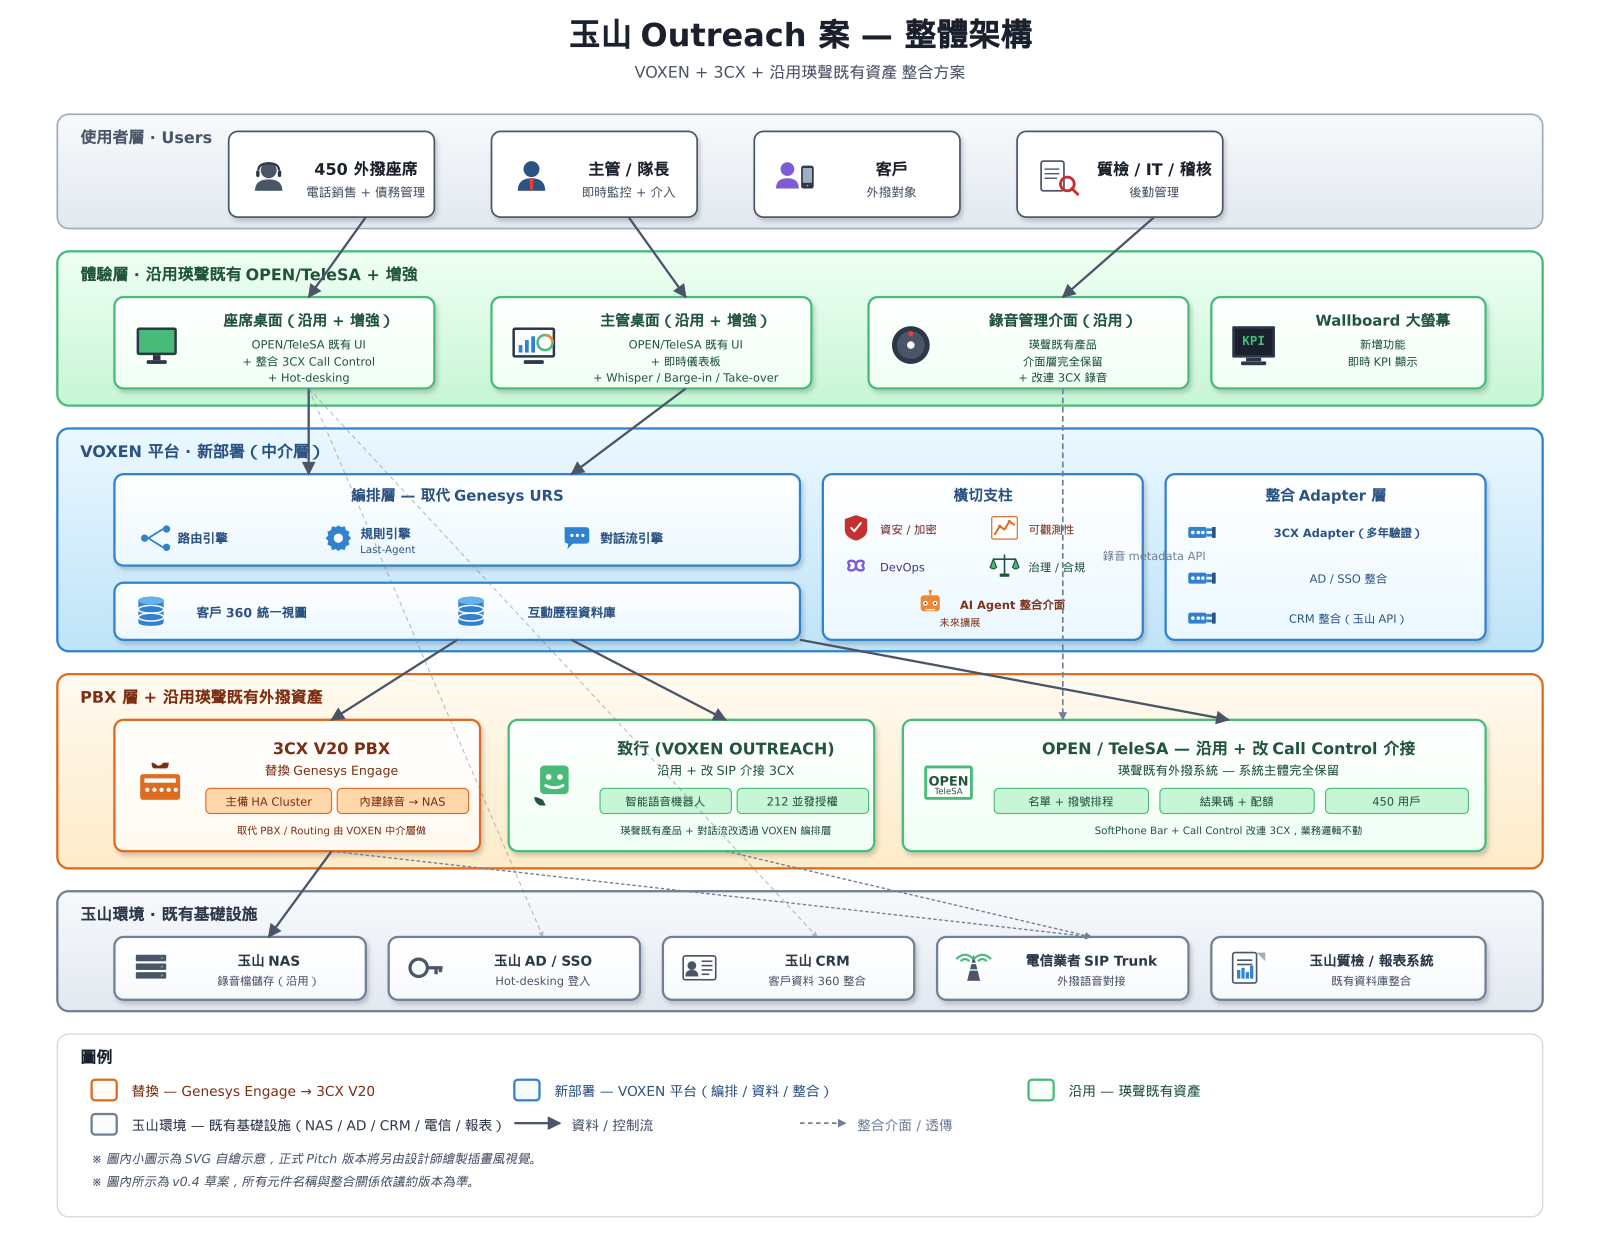 玉山 Outreach 案 — 整體架構
VOXEN + 3CX + 沿用瑛聲既有資產 整合方案
使用者層 · Users
450 外撥座席
電話銷售 + 債務管理
主管 / 隊長
即時監控 + 介入
客戶
外撥對象
質檢 / IT / 稽核
後勤管理
體驗層 · 沿用瑛聲既有 OPEN/TeleSA + 增強
座席桌面（沿用 + 增強）
OPEN/TeleSA 既有 UI
+ 整合 3CX Call Control
+ Hot-desking
主管桌面（沿用 + 增強）
OPEN/TeleSA 既有 UI
+ 即時儀表板
+ Whisper / Barge-in / Take-over
錄音管理介面（沿用）
瑛聲既有產品
介面層完全保留
+ 改連 3CX 錄音
KPI
Wallboard 大螢幕
新增功能
即時 KPI 顯示
VOXEN 平台 · 新部署（中介層）
編排層 — 取代 Genesys URS
路由引擎
規則引擎
Last-Agent
對話流引擎
客戶 360 統一視圖
互動歷程資料庫
橫切支柱
資安 / 加密
可觀測性
DevOps
治理 / 合規
AI Agent 整合介面
未來擴展
錄音 metadata API
整合 Adapter 層
3CX Adapter（多年驗證）
AD / SSO 整合
CRM 整合（玉山 API）
PBX 層 + 沿用瑛聲既有外撥資產
3CX V20 PBX
替換 Genesys Engage
主備 HA Cluster
內建錄音 → NAS
取代 PBX / Routing 由 VOXEN 中介層做
致行 (VOXEN OUTREACH)
沿用 + 改 SIP 介接 3CX
智能語音機器人
212 並發授權
瑛聲既有產品 + 對話流改透過 VOXEN 編排層
OPEN
TeleSA
OPEN / TeleSA — 沿用 + 改 Call Control 介接
瑛聲既有外撥系統 — 系統主體完全保留
名單 + 撥號排程
結果碼 + 配額
450 用戶
SoftPhone Bar + Call Control 改連 3CX，業務邏輯不動
玉山環境 · 既有基礎設施
玉山 NAS
錄音檔儲存（沿用）
玉山 AD / SSO
Hot-desking 登入
玉山 CRM
客戶資料 360 整合
電信業者 SIP Trunk
外撥語音對接
玉山質檢 / 報表系統
既有資料庫整合
圖例
替換 — Genesys Engage → 3CX V20
新部署 — VOXEN 平台（編排 / 資料 / 整合）
沿用 — 瑛聲既有資產
玉山環境 — 既有基礎設施（NAS / AD / CRM / 電信 / 報表）
資料 / 控制流
整合介面 / 透傳
※ 圖內小圖示為 SVG 自繪示意，正式 Pitch 版本將另由設計師繪製插畫風視覺。
※ 圖內所示為 v0.4 草案，所有元件名稱與整合關係依議約版本為準。